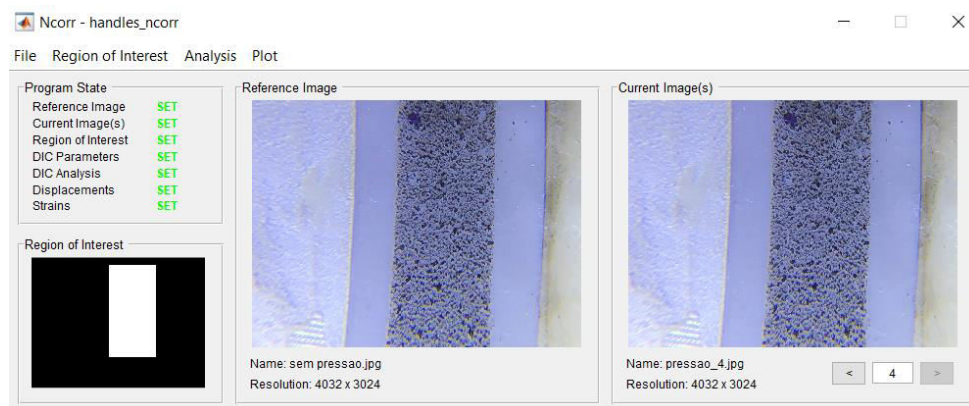 Ncorr - handles_ncorr
File Region of Interest Analysis Plot
Program State
Reference Image SET
Current Image(s) SET
Region of Interest SET
DIC Parameters SET
DIC Analysis SET
Displacements SET
Strains SET
Region of Interest
Reference Image
Name: sem pressao.jpg
Resolution: 4032 x 3024
Current Image(s)
Name: pressao_4.jpg
Resolution: 4032 x 3024
< 4 >